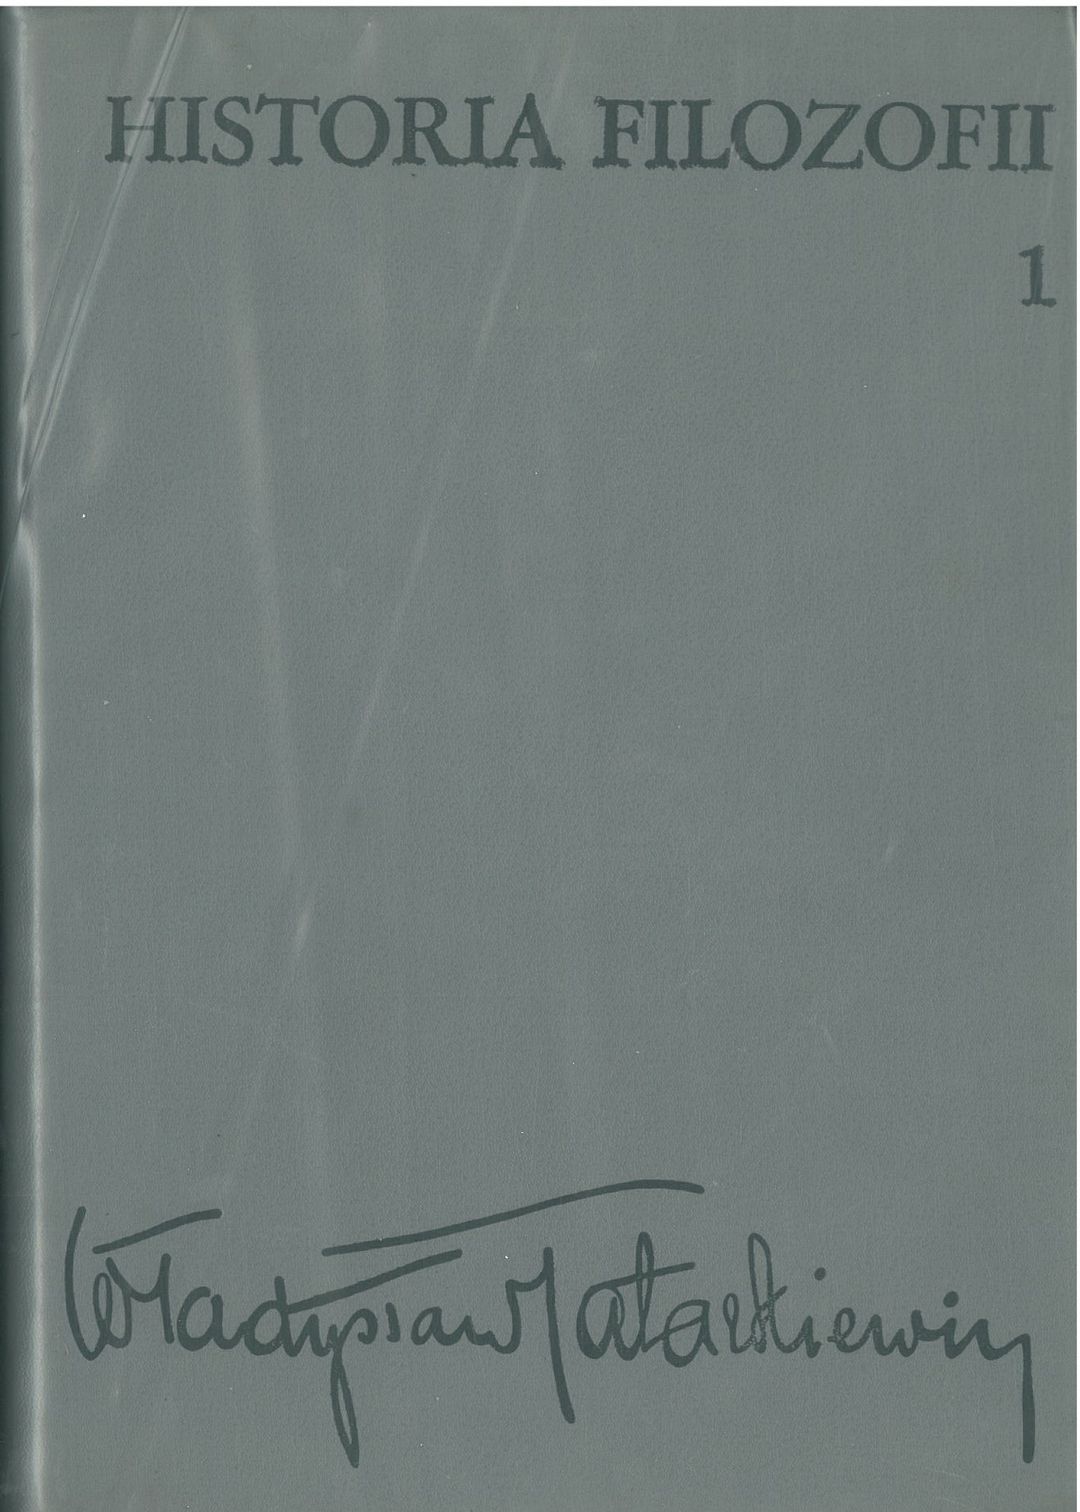 HISTORIA FILOZOFII
1
Władysław Tatarkiewicz